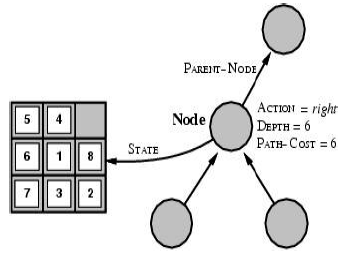 PARENT-NODE
5 4
Node
ACTION = right
DEPTH = 6
PATH-COST = 6
6 1 8
STATE
7 3 2